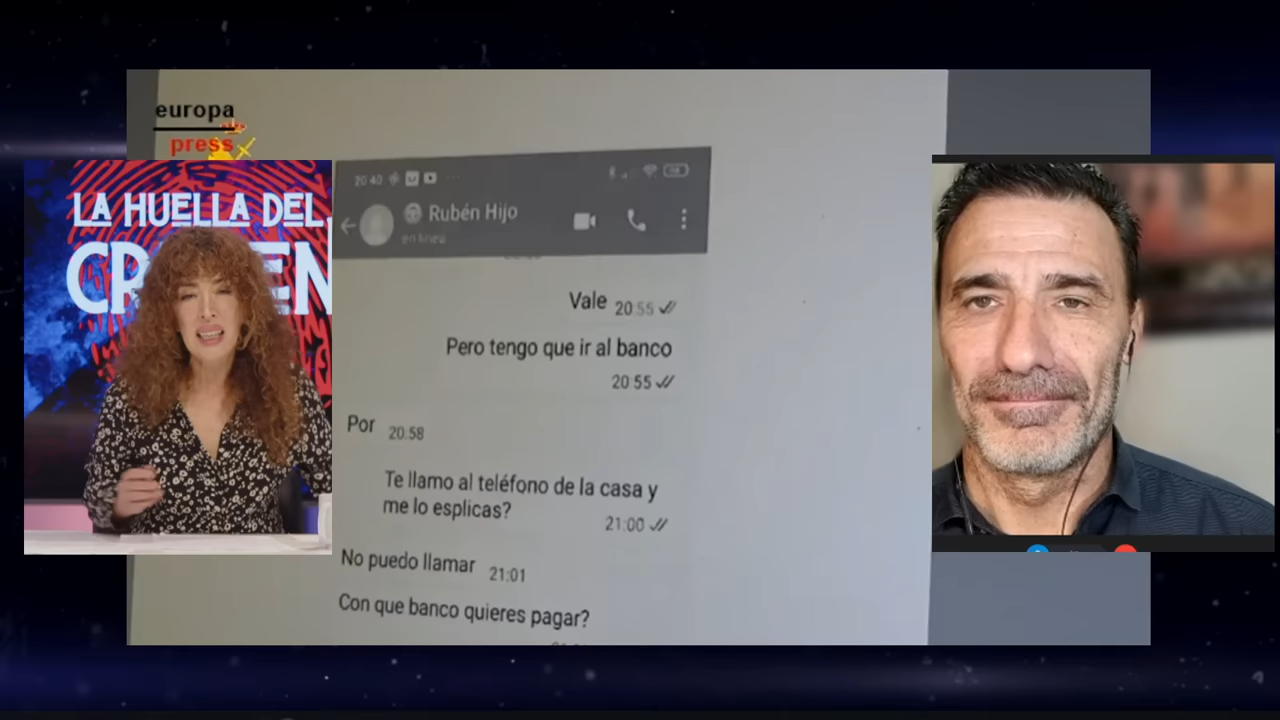 europa
press
LA HUELLA DEL
CR EN
20:40
Rubén Hijo
en línea
Vale 20:55
Pero tengo que ir al banco
20:55
Por 20:58
Te llamo al teléfono de la casa y
me lo esplicas?
21:00
No puedo llamar 21:01
Con que banco quieres pagar?